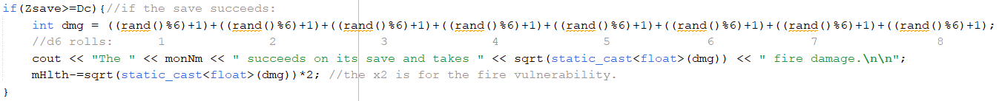 if(Zsave>=Dc){//if the save succeeds:
int dmg = ((rand()%6)+1)+((rand()%6)+1)+((rand()%6)+1)+((rand()%6)+1)+((rand()%6)+1)+((rand()%6)+1)+((rand()%6)+1)+((rand()%6)+1);
//d6 rolls: 1 2 3 4 5 6 7 8
cout << "The " << monNm << " succeeds on its save and takes " << sqrt(static_cast<float>(dmg)) << " fire damage.\n\n";
mHlth-=sqrt(static_cast<float>(dmg))*2; //the x2 is for the fire vulnerability.
}